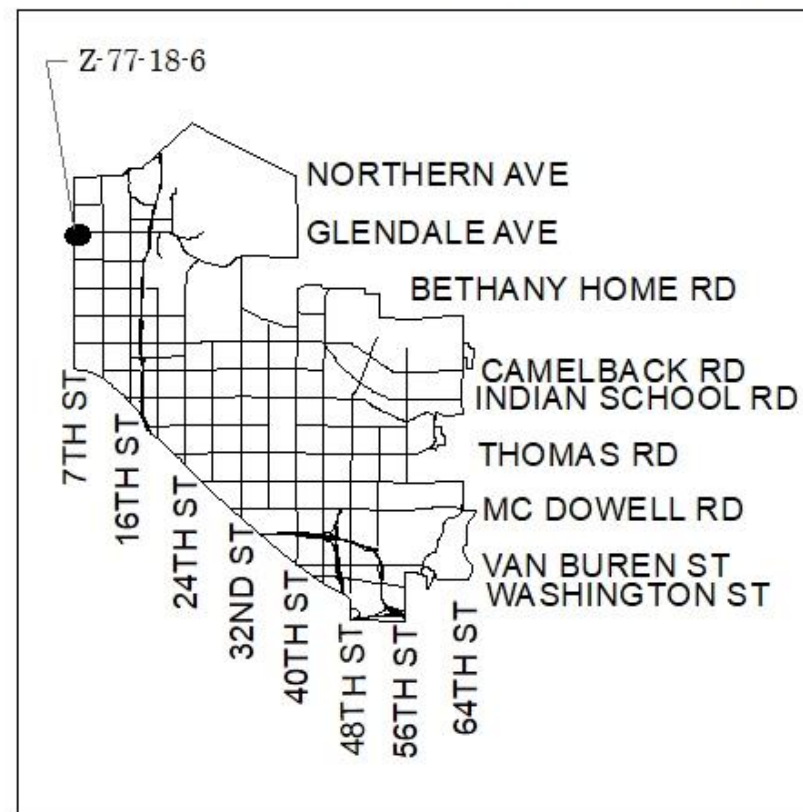 Z-77-18-6
NORTHERN AVE
GLENDALE AVE
BETHANY HOME RD
CAMELBACK RD
INDIAN SCHOOL RD
THOMAS RD
MC DOWELL RD
VAN BUREN ST
WASHINGTON ST
7TH ST
16TH ST
24TH ST
32ND ST
40TH ST
48TH ST
56TH ST
64TH ST